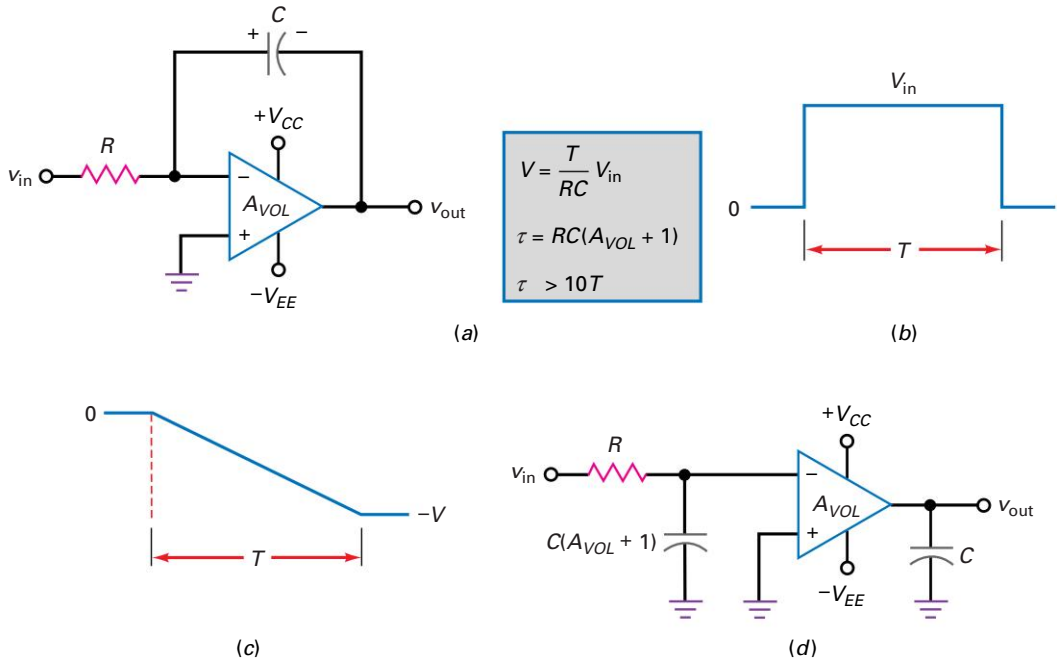 C
+ −
+V_CC
R
v_in
−
A_VOL
+
v_out
−V_EE
V = T/RC V_in
τ = RC(A_VOL + 1)
τ > 10T
(a)
V_in
0
T
(b)
0
−V
T
(c)
+V_CC
R
v_in
−
A_VOL
+
v_out
C(A_VOL + 1)
C
−V_EE
(d)